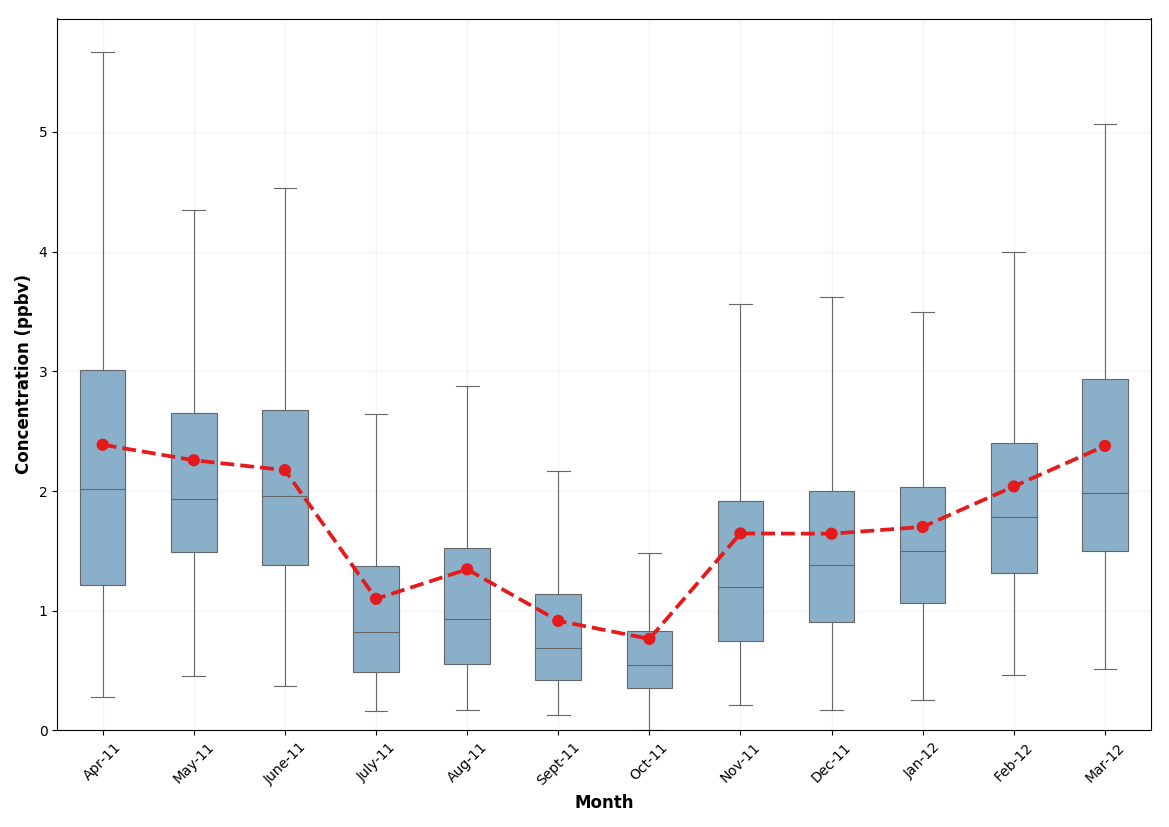 Concentration (ppbv)
5
4
3
2
1
0
Apr-11 May-11 June-11 July-11 Aug-11 Sept-11 Oct-11 Nov-11 Dec-11 Jan-12 Feb-12 Mar-12
Month